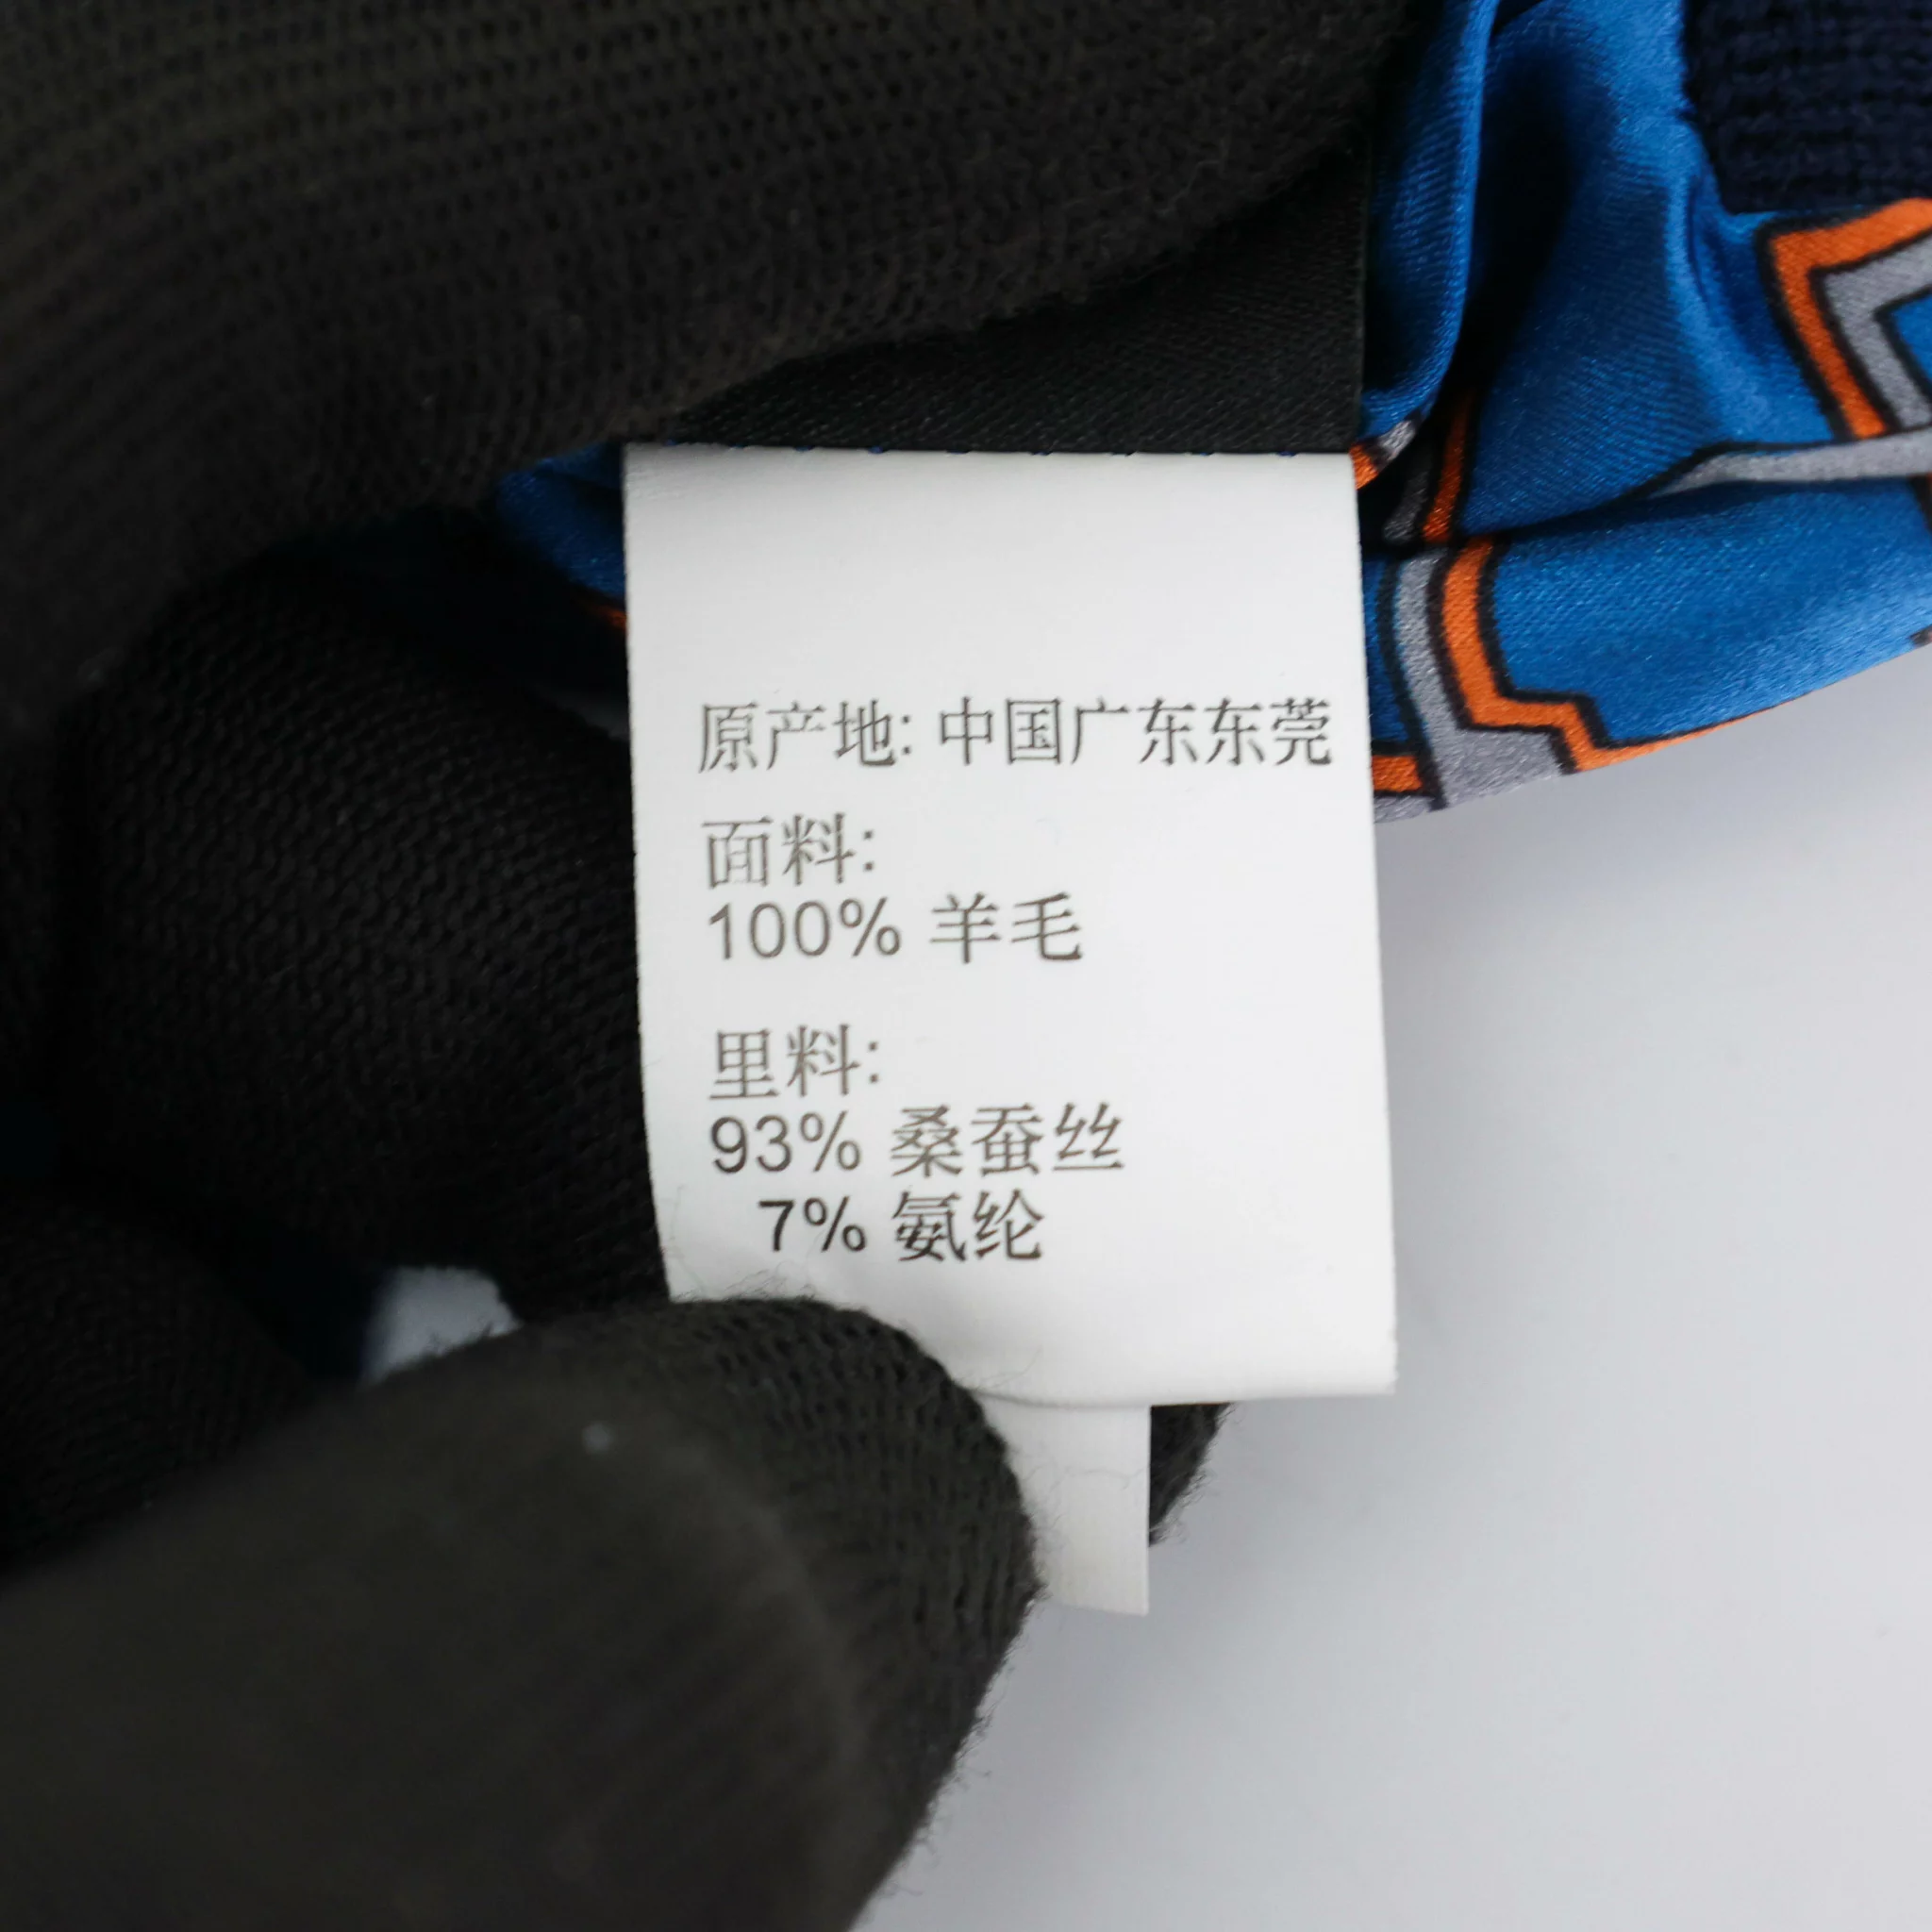 原产地: 中国广东东莞
面料:
100% 羊毛
里料:
93% 桑蚕丝
7% 氨纶